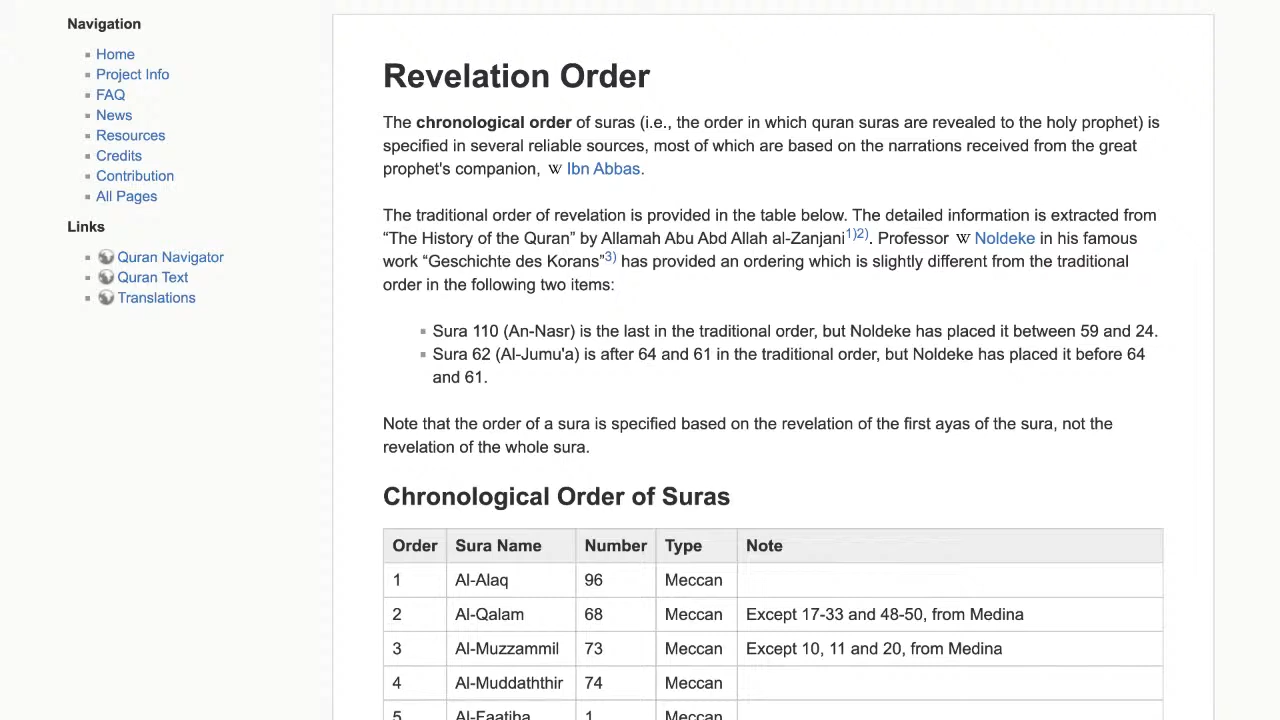 Navigation
Home
Project Info
FAQ
News
Resources
Credits
Contribution
All Pages
Links
Quran Navigator
Quran Text
Translations
Revelation Order
The chronological order of suras (i.e., the order in which quran suras are revealed to the holy prophet) is
specified in several reliable sources, most of which are based on the narrations received from the great
prophet's companion, W Ibn Abbas.
The traditional order of revelation is provided in the table below. The detailed information is extracted from
“The History of the Quran” by Allamah Abu Abd Allah al-Zanjani1)2). Professor W Noldeke in his famous
work “Geschichte des Korans”3) has provided an ordering which is slightly different from the traditional
order in the following two items:
Sura 110 (An-Nasr) is the last in the traditional order, but Noldeke has placed it between 59 and 24.
Sura 62 (Al-Jumu'a) is after 64 and 61 in the traditional order, but Noldeke has placed it before 64
and 61.
Note that the order of a sura is specified based on the revelation of the first ayas of the sura, not the
revelation of the whole sura.
Chronological Order of Suras
Order Sura Name Number Type Note
1 Al-Alaq 96 Meccan
2 Al-Qalam 68 Meccan Except 17-33 and 48-50, from Medina
3 Al-Muzzammil 73 Meccan Except 10, 11 and 20, from Medina
4 Al-Muddaththir 74 Meccan
5 Al-Faatiha 1 Meccan